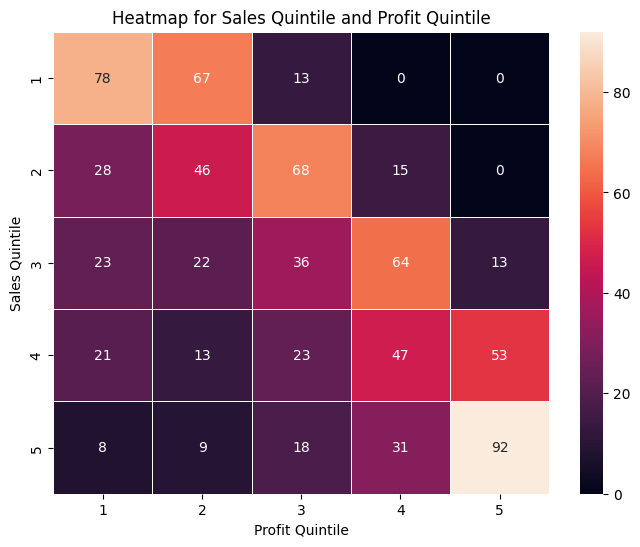 Heatmap for Sales Quintile and Profit Quintile
Sales Quintile
1 78 67 13 0 0
2 28 46 68 15 0
3 23 22 36 64 13
4 21 13 23 47 53
5 8 9 18 31 92
1 2 3 4 5
Profit Quintile
80
60
40
20
0